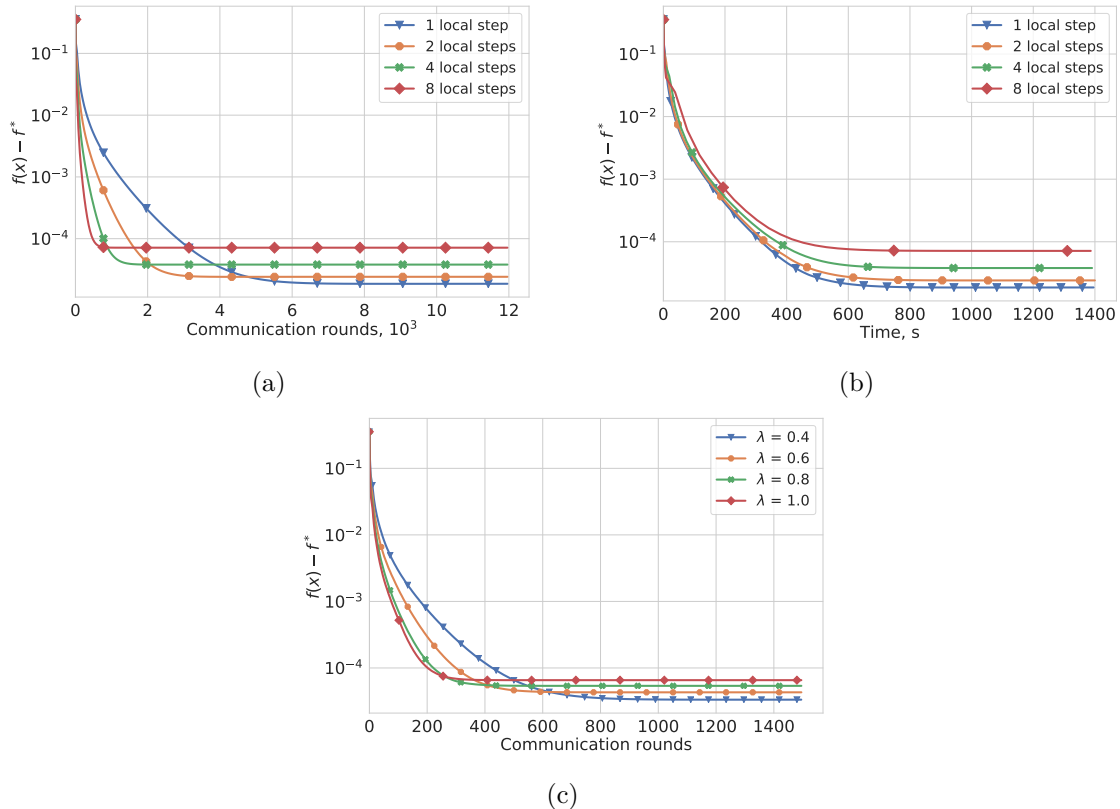 1 local step
2 local steps
4 local steps
8 local steps
f(x) − f*
10⁻¹
10⁻²
10⁻³
10⁻⁴
0 2 4 6 8 10 12
Communication rounds, 10³
(a)
1 local step
2 local steps
4 local steps
8 local steps
f(x) − f*
10⁻¹
10⁻²
10⁻³
10⁻⁴
0 200 400 600 800 1000 1200 1400
Time, s
(b)
λ = 0.4
λ = 0.6
λ = 0.8
λ = 1.0
f(x) − f*
10⁻¹
10⁻²
10⁻³
10⁻⁴
0 200 400 600 800 1000 1200 1400
Communication rounds
(c)